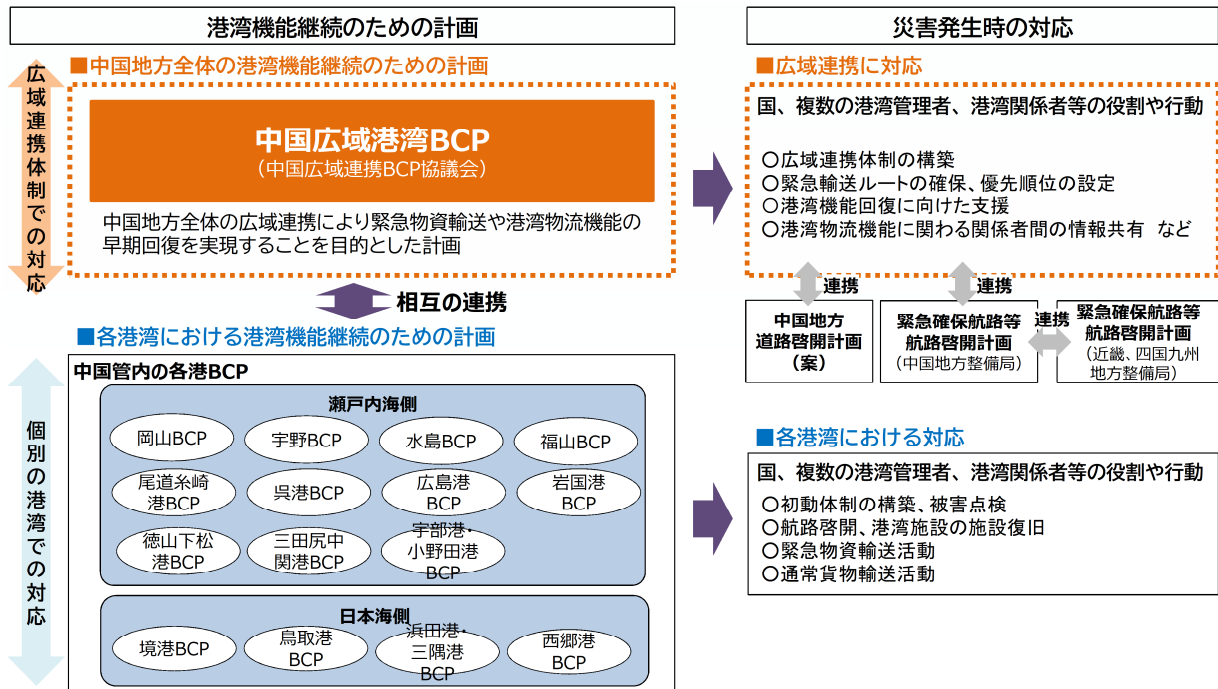 港湾機能継続のための計画
広域連携体制での対応
■中国地方全体の港湾機能継続のための計画
中国広域港湾BCP
（中国広域連携BCP協議会）
中国地方全体の広域連携により緊急物資輸送や港湾物流機能の
早期回復を実現することを目的とした計画
相互の連携
個別の港湾での対応
■各港湾における港湾機能継続のための計画
中国管内の各港BCP
瀬戸内海側
岡山BCP
宇野BCP
水島BCP
福山BCP
尾道糸崎
港BCP
呉港BCP
広島港
BCP
岩国港
BCP
徳山下松
港BCP
三田尻中
関港BCP
宇部港・
小野田港
BCP
日本海側
境港BCP
鳥取港
BCP
浜田港・
三隅港
BCP
西郷港
BCP
災害発生時の対応
■広域連携に対応
国、複数の港湾管理者、港湾関係者等の役割や行動
○広域連携体制の構築
○緊急輸送ルートの確保、優先順位の設定
○港湾機能回復に向けた支援
○港湾物流機能に関わる関係者間の情報共有 など
連携
連携
中国地方
道路啓開計画
（案）
緊急確保航路等
航路啓開計画
（中国地方整備局）
連携
緊急確保航路等
航路啓開計画
（近畿、四国九州
地方整備局）
■各港湾における対応
国、複数の港湾管理者、港湾関係者等の役割や行動
○初動体制の構築、被害点検
○航路啓開、港湾施設の施設復旧
○緊急物資輸送活動
○通常貨物輸送活動